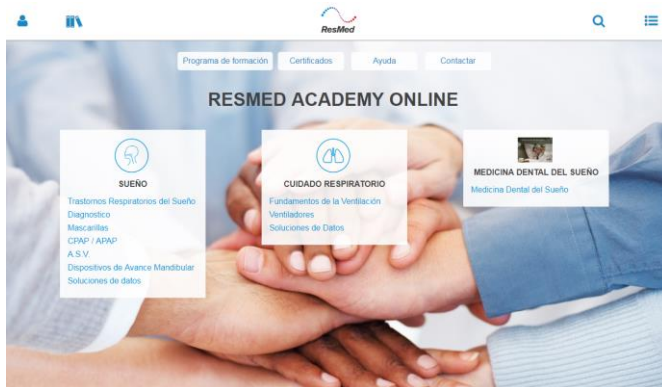 ResMed
Programa de formación
Certificados
Ayuda
Contactar
RESMED ACADEMY ONLINE
SUEÑO
Trastornos Respiratorios del Sueño
Diagnostico
Mascarillas
CPAP / APAP
A.S.V.
Dispositivos de Avance Mandibular
Soluciones de datos
CUIDADO RESPIRATORIO
Fundamentos de la Ventilación
Ventiladores
Soluciones de Datos
MEDICINA DENTAL DEL SUEÑO
Medicina Dental del Sueño